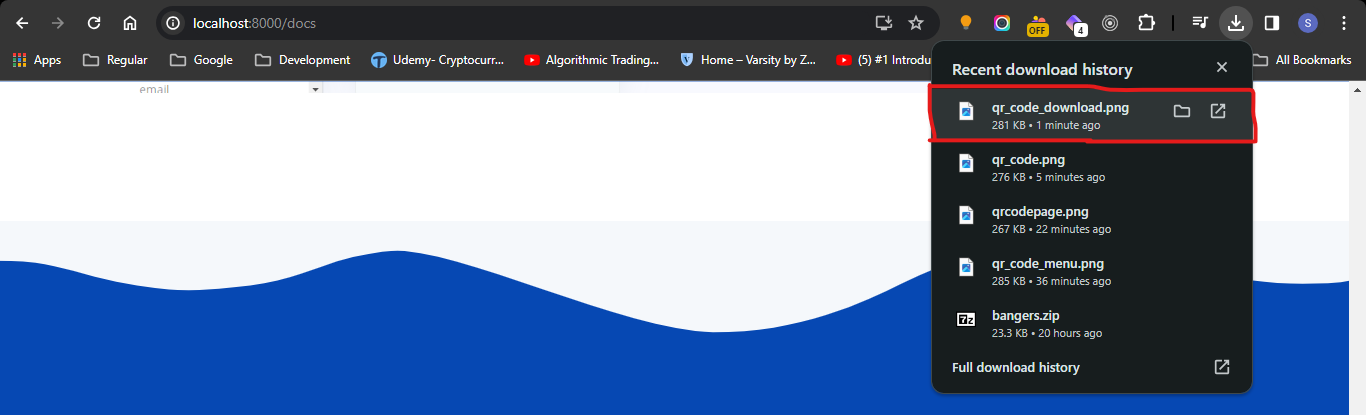 localhost:8000/docs
OFF
4
S
Apps
Regular
Google
Development
Udemy- Cryptocurr...
Algorithmic Trading...
Home – Varsity by Z...
(5) #1 Introdu
All Bookmarks
email
Recent download history
qr_code_download.png
281 KB • 1 minute ago
qr_code.png
276 KB • 5 minutes ago
qrcodepage.png
267 KB • 22 minutes ago
qr_code_menu.png
285 KB • 36 minutes ago
7z
bangers.zip
23.3 KB • 20 hours ago
Full download history